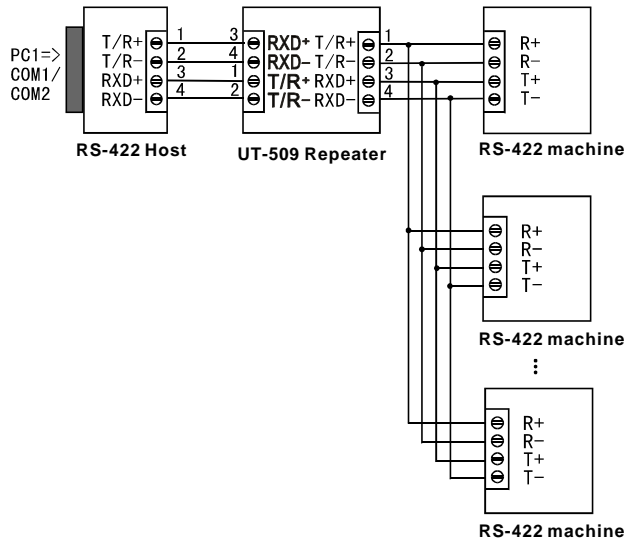 PC1=>
COM1/
COM2
T/R+ 1 3 RXD+ T/R+ 1 R+
T/R- 2 4 RXD- T/R- 2 R-
RXD+ 3 1 T/R+ RXD+ 3 T+
RXD- 4 2 T/R- RXD- 4 T-
RS-422 Host
UT-509 Repeater
RS-422 machine
R+
R-
T+
T-
RS-422 machine
R+
R-
T+
T-
RS-422 machine